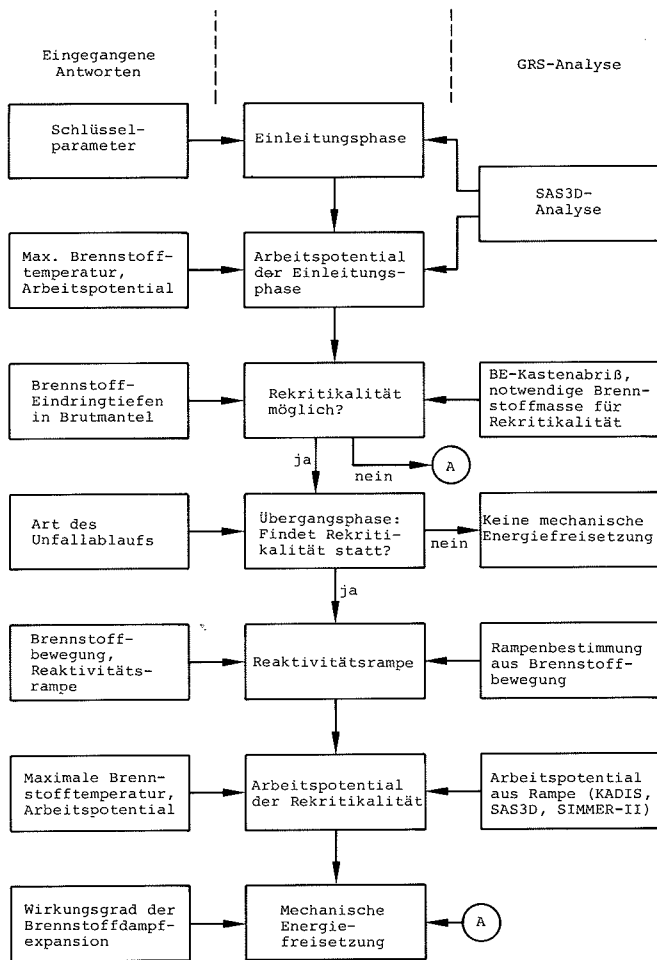 Eingegangene
Antworten
GRS-Analyse
Schlüssel-
parameter
Einleitungsphase
SAS3D-
Analyse
Max. Brennstoff-
temperatur,
Arbeitspotential
Arbeitspotential
der Einleitungs-
phase
Brennstoff-
Eindringtiefen
in Brutmantel
Rekritikalität
möglich?
BE-Kastenabriß,
notwendige Brenn-
stoffmasse für
Rekritikalität
ja
nein
A
Art des
Unfallablaufs
Übergangsphase:
Findet Rekriti-
kalität statt?
nein
Keine mechanische
Energiefreisetzung
ja
Brennstoff-
bewegung,
Reaktivitäts-
rampe
Reaktivitätsrampe
Rampenbestimmung
aus Brennstoff-
bewegung
Maximale Brenn-
stofftemperatur,
Arbeitspotential
Arbeitspotential
der Rekritikalität
Arbeitspotential
aus Rampe (KADIS,
SAS3D, SIMMER-II)
Wirkungsgrad der
Brennstoffdampf-
expansion
Mechanische
Energie-
freisetzung
A